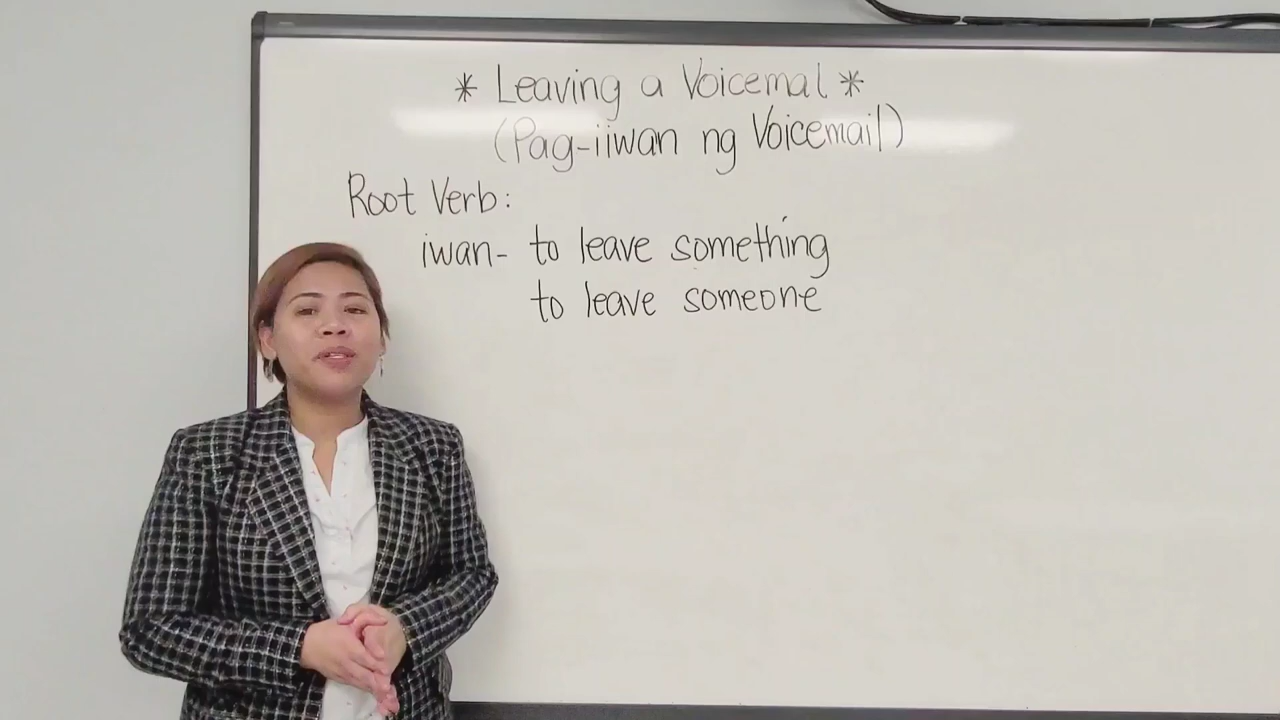 * Leaving a Voicemal *
(Pag-iiwan ng Voicemail)
Root Verb:
iwan- to leave something
to leave someone